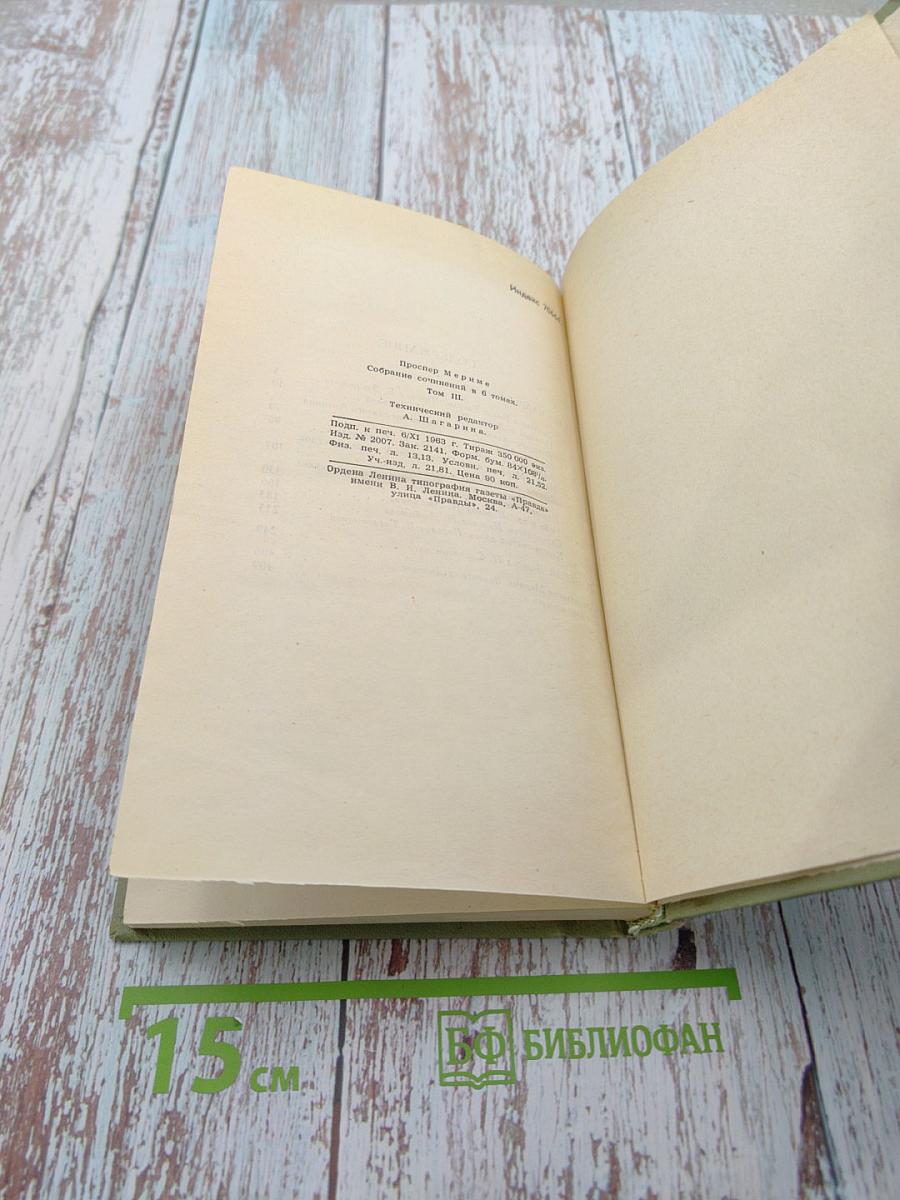 Индекс
Проспер Мериме
Собрание сочинений в 6 томах.
Том III.
Технический редактор
А. Шагарина.
Подп. к печ. 6/XI 1963 г. Тираж 350 000 экз.
Изд. № 2007. Зак. 2141. Форм. бум. 84×108¹/₈.
Физ. печ. л. 13,13. Условн. печ. л. 21,52.
Уч.-изд. л. 21,81. Цена 90 коп.
Ордена Ленина типография газеты «Правда»
имени В. И. Ленина. Москва, А-47,
улица «Правды», 24.
15 см
БФ БИБЛИОФАН